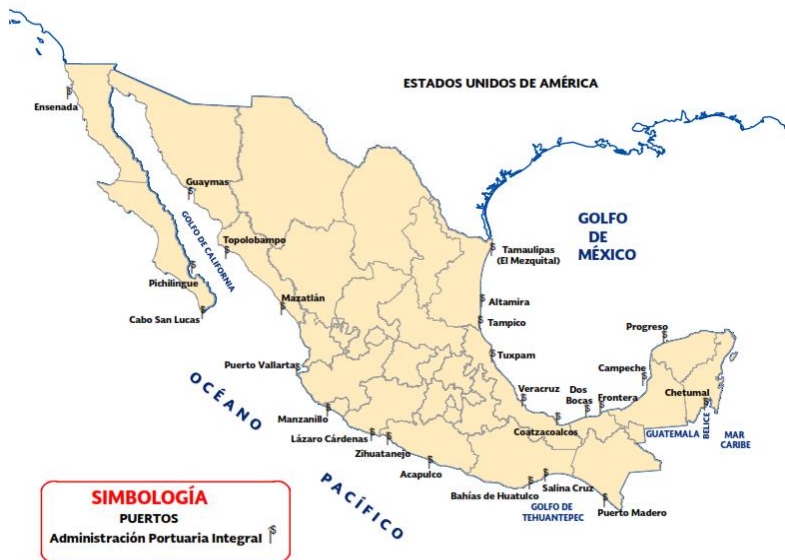 ESTADOS UNIDOS DE AMÉRICA
Ensenada
Guaymas
GOLFO DE CALIFORNIA
Topolobampo
Pichilingue
Cabo San Lucas
Mazatlán
GOLFO
DE
MÉXICO
Tamaulipas
(El Mezquital)
Altamira
Tampico
Tuxpam
Progreso
Campeche
Chetumal
Puerto Vallarta
Veracruz
Dos
Bocas
Frontera
Manzanillo
Coatzacoalcos
GUATEMALA
BELICE
MAR
CARIBE
Lázaro Cárdenas
Zihuatanejo
Acapulco
Bahías de Huatulco
Salina Cruz
GOLFO DE
TEHUANTEPEC
Puerto Madero
OCÉANO
PACÍFICO
SIMBOLOGÍA
PUERTOS
Administración Portuaria Integral